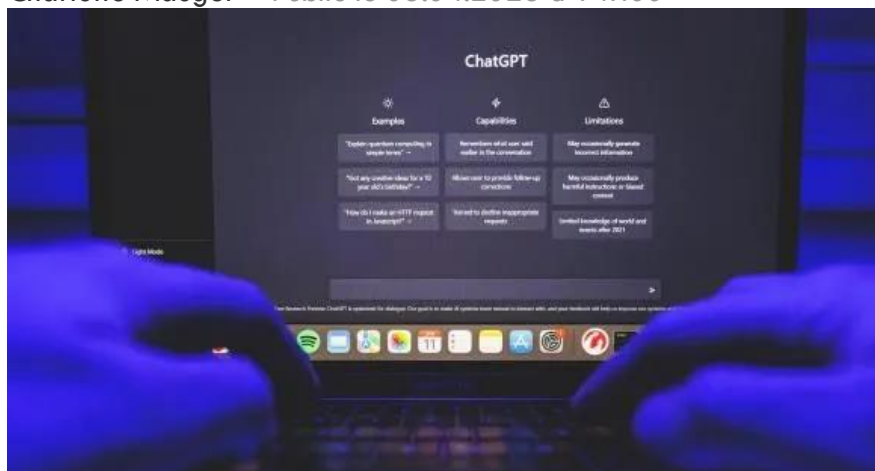 ChatGPT
Examples
Capabilities
Limitations
"Explain quantum computing in
simple terms" →
Remembers what user said
earlier in the conversation
May occasionally generate
incorrect information
"Got any creative ideas for a 10
year old's birthday?" →
Allows user to provide follow-up
corrections
May occasionally produce
harmful instructions or biased
content
"How do I make an HTTP request
in Javascript?" →
Trained to decline inappropriate
requests
Limited knowledge of world and
events after 2021
Light Mode
11